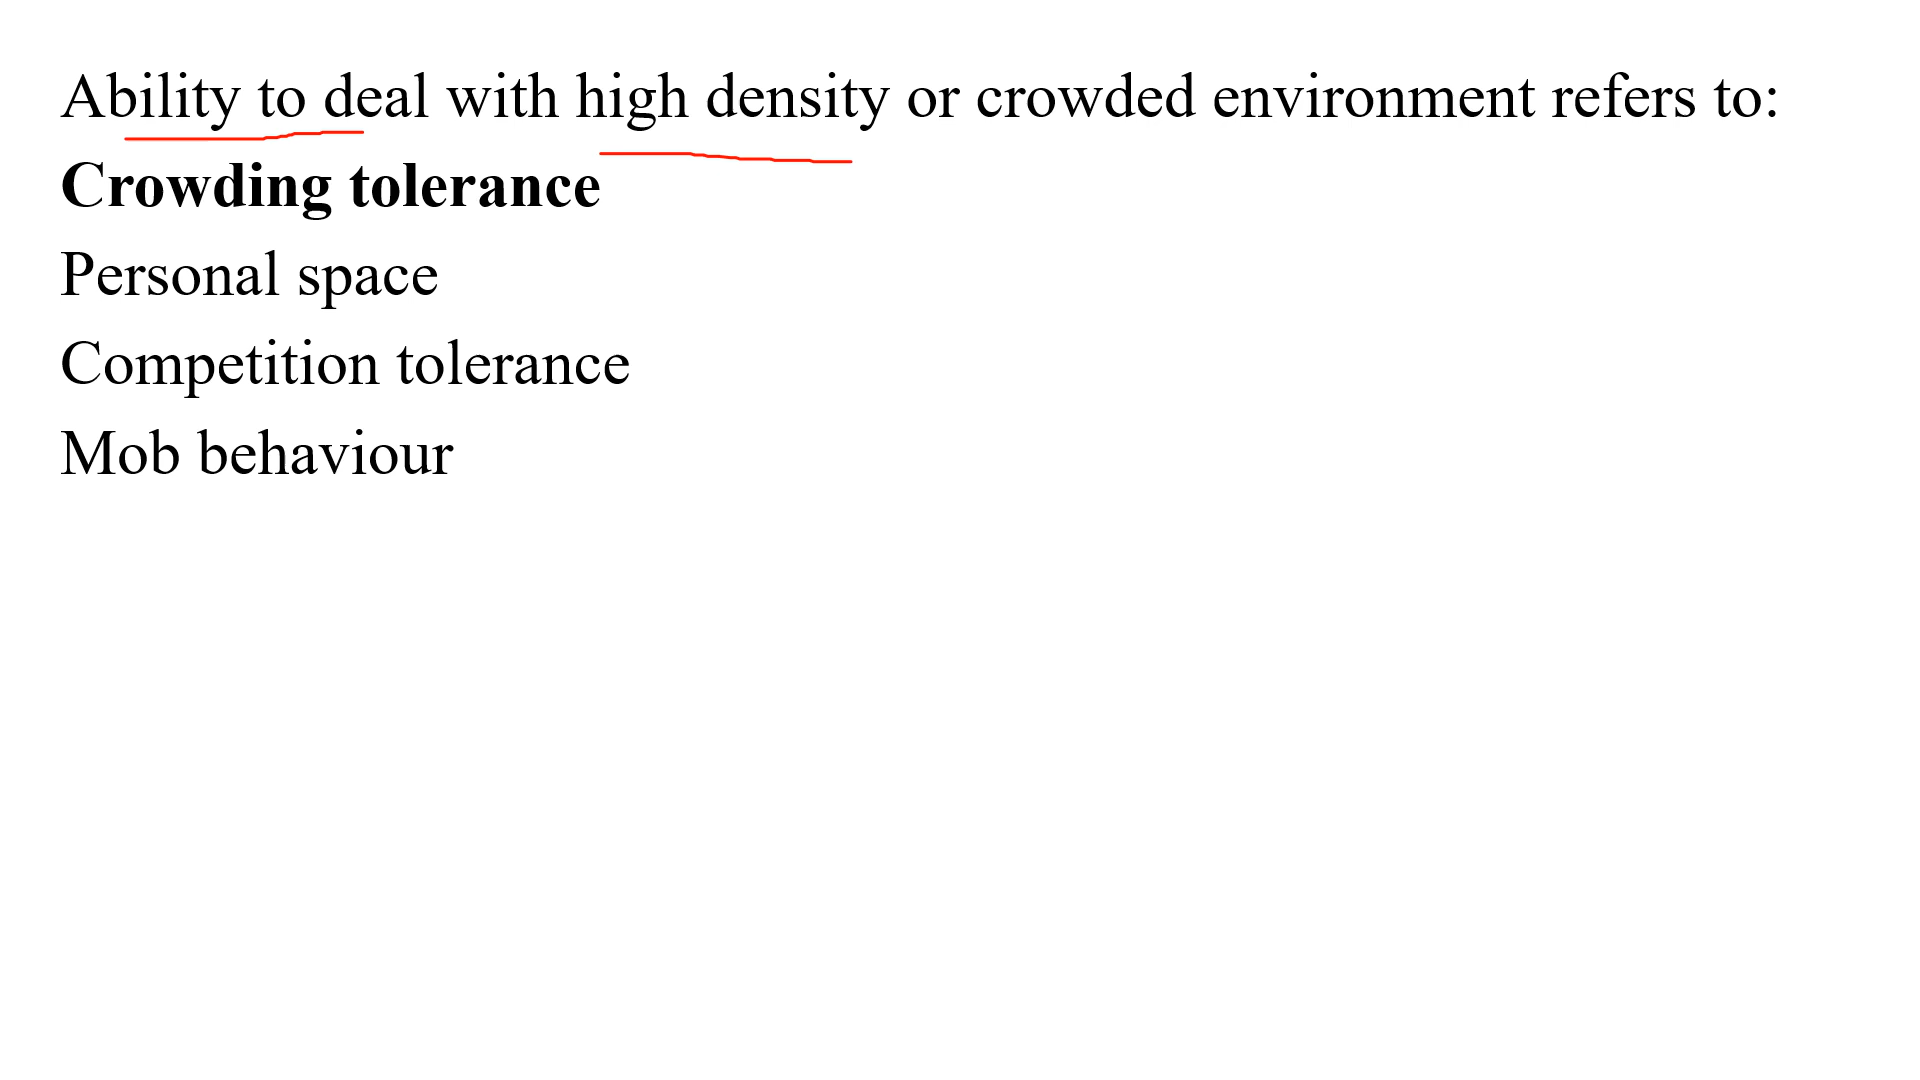 Ability to deal with high density or crowded environment refers to:
Crowding tolerance
Personal space
Competition tolerance
Mob behaviour